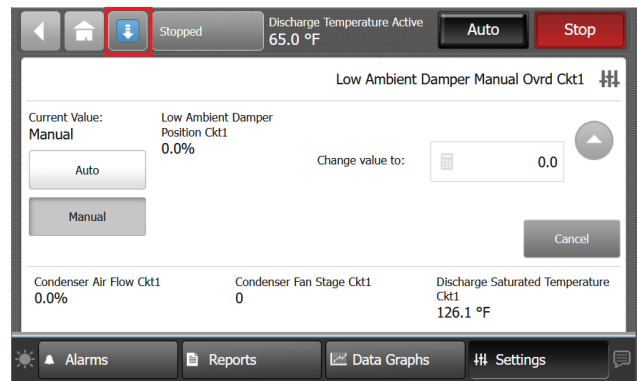 Stopped
Discharge Temperature Active
65.0 °F
Auto
Stop
Low Ambient Damper Manual Ovrd Ckt1
Current Value:
Manual
Auto
Manual
Low Ambient Damper
Position Ckt1
0.0%
Change value to:
0.0
Cancel
Condenser Air Flow Ckt1
0.0%
Condenser Fan Stage Ckt1
0
Discharge Saturated Temperature
Ckt1
126.1 °F
Alarms
Reports
Data Graphs
Settings